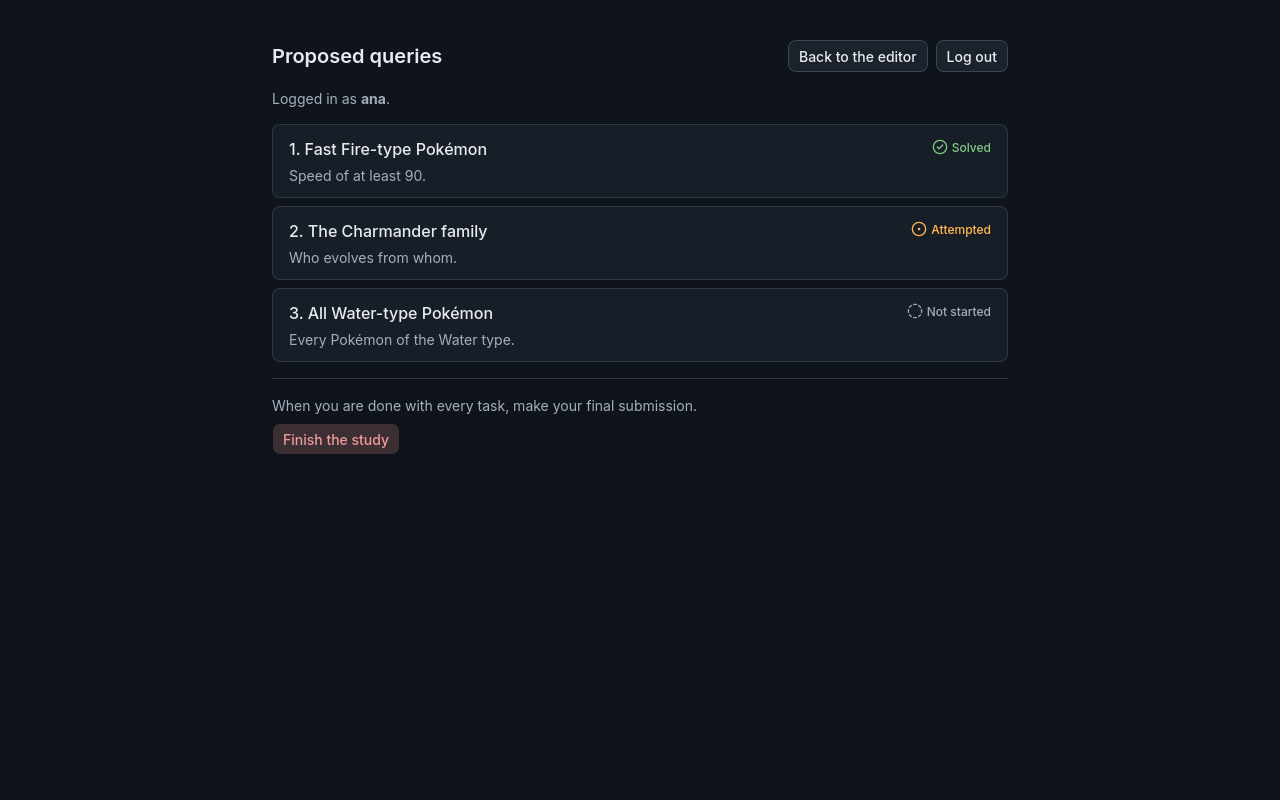 Proposed queries
Back to the editor
Log out
Logged in as ana.
1. Fast Fire-type Pokémon
Solved
Speed of at least 90.
2. The Charmander family
Attempted
Who evolves from whom.
3. All Water-type Pokémon
Not started
Every Pokémon of the Water type.
When you are done with every task, make your final submission.
Finish the study